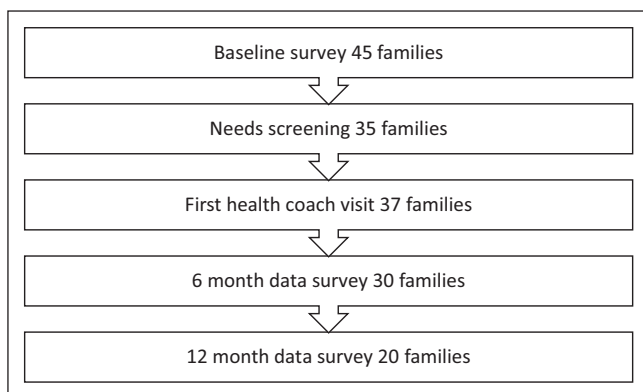 Baseline survey 45 families
Needs screening 35 families
First health coach visit 37 families
6 month data survey 30 families
12 month data survey 20 families